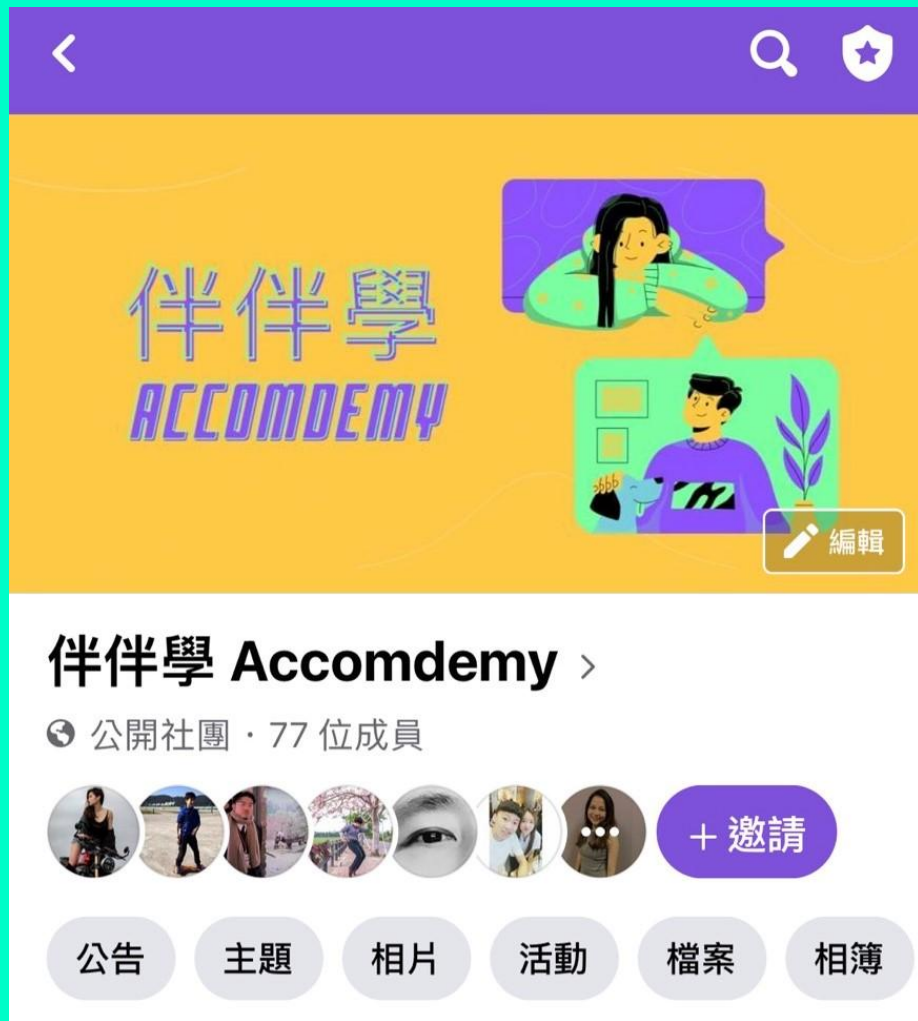 伴伴學
ACCOMDEMY
編輯
伴伴學 Accomdemy
公開社團 · 77 位成員
+ 邀請
公告 主題 相片 活動 檔案 相簿